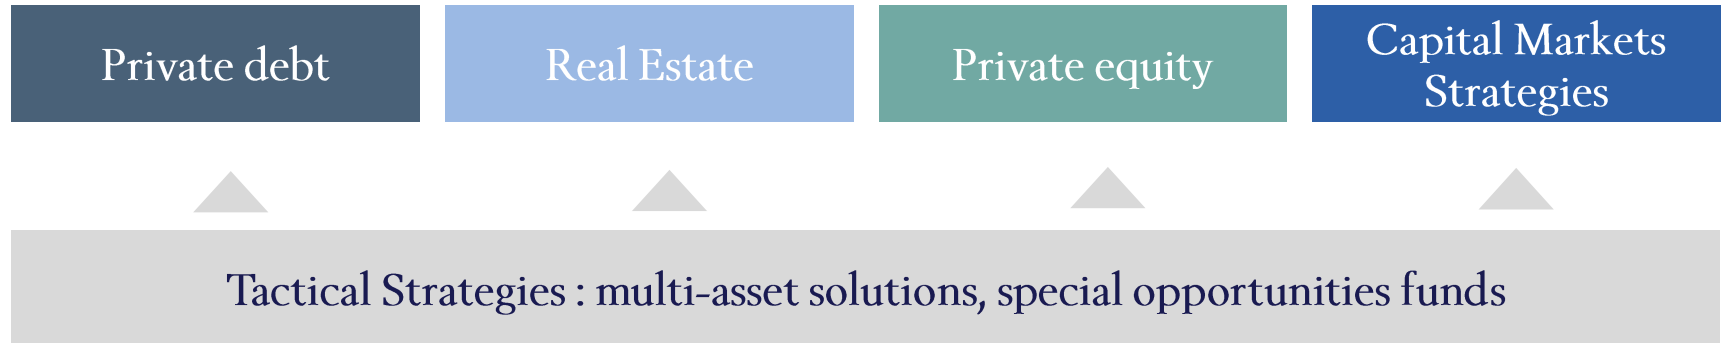 Private debt
Real Estate
Private equity
Capital Markets
Strategies
Tactical Strategies : multi-asset solutions, special opportunities funds